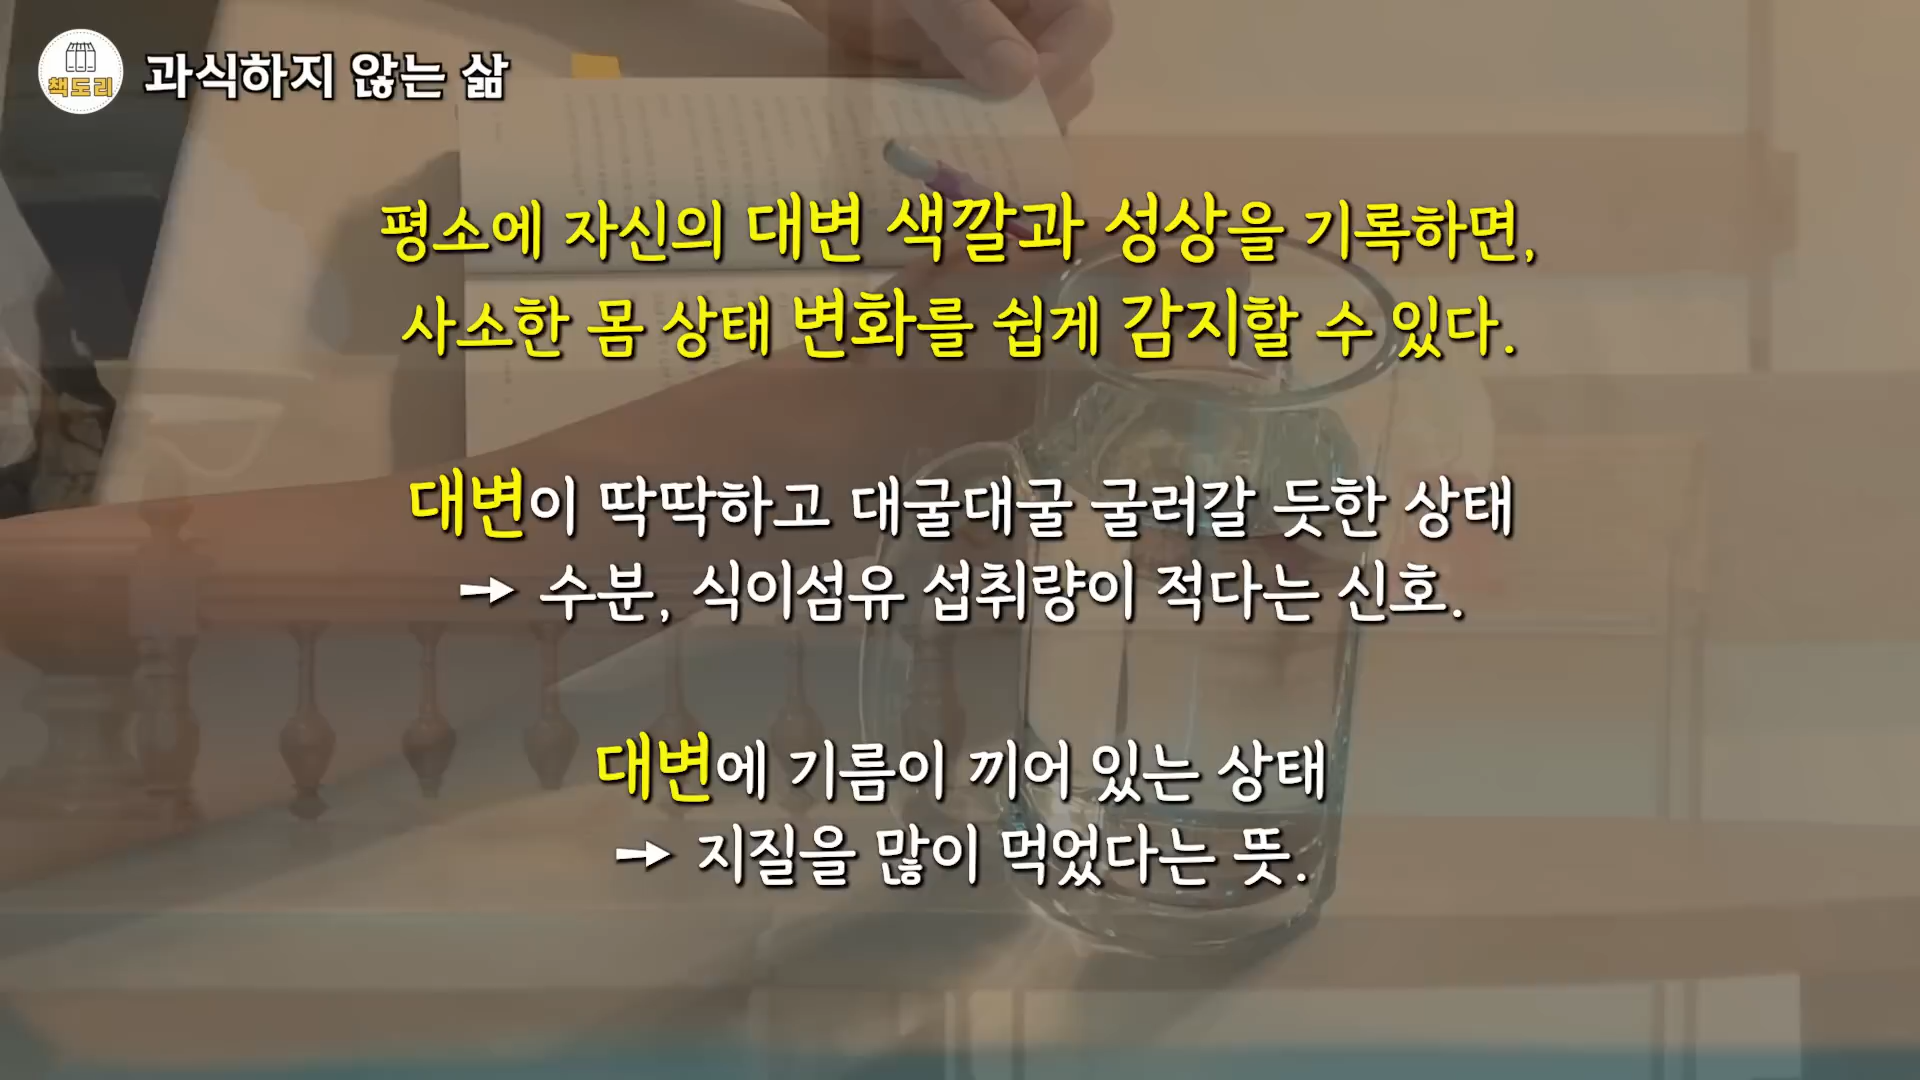 책도리
과식하지 않는 삶
평소에 자신의 대변 색깔과 성상을 기록하면,
사소한 몸 상태 변화를 쉽게 감지할 수 있다.
대변이 딱딱하고 대굴대굴 굴러갈 듯한 상태
→ 수분, 식이섬유 섭취량이 적다는 신호.
대변에 기름이 끼어 있는 상태
→ 지질을 많이 먹었다는 뜻.